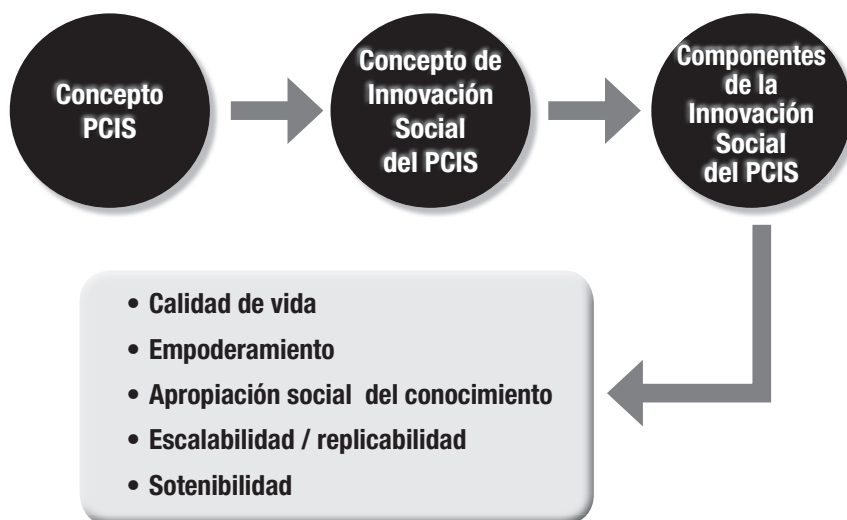 Concepto
PCIS
Concepto de
Innovación
Social
del PCIS
Componentes
de la
Innovación
Social
del PCIS
• Calidad de vida
• Empoderamiento
• Apropiación social del conocimiento
• Escalabilidad / replicabilidad
• Sotenibilidad